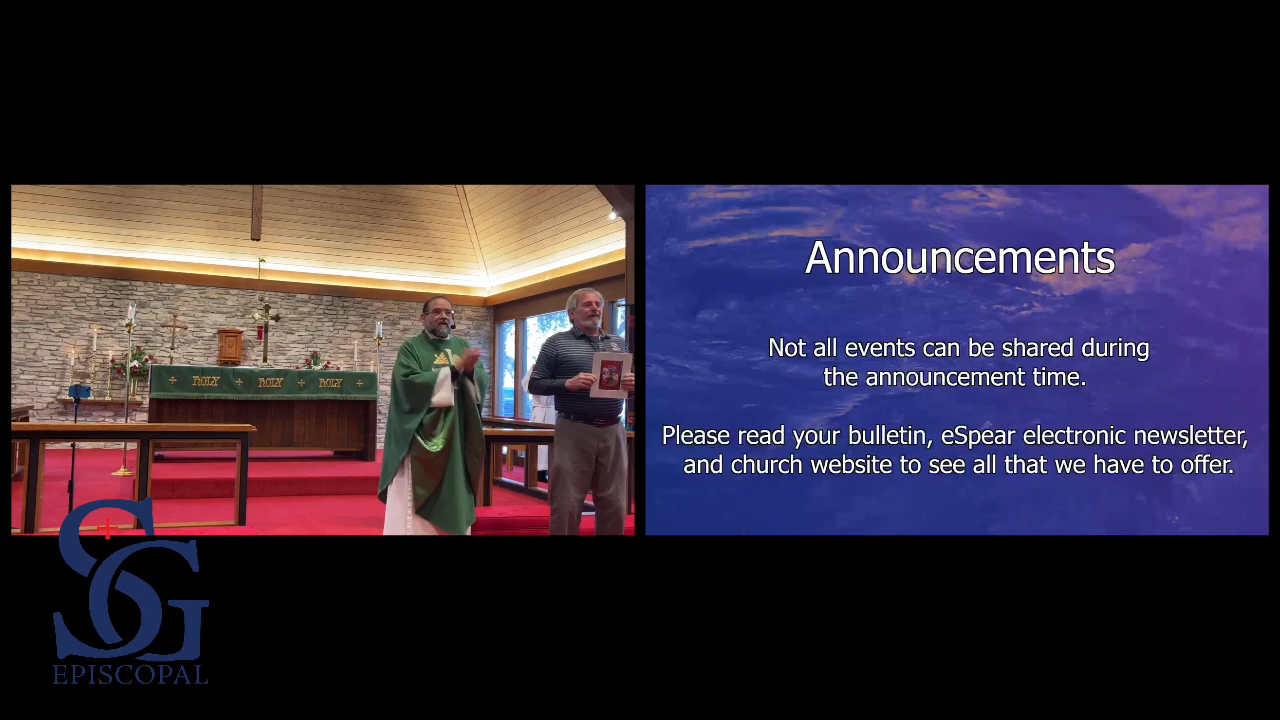 HOLY HOLY HOLY
Announcements
Not all events can be shared during
the announcement time.
Please read your bulletin, eSpear electronic newsletter,
and church website to see all that we have to offer.
SG
EPISCOPAL